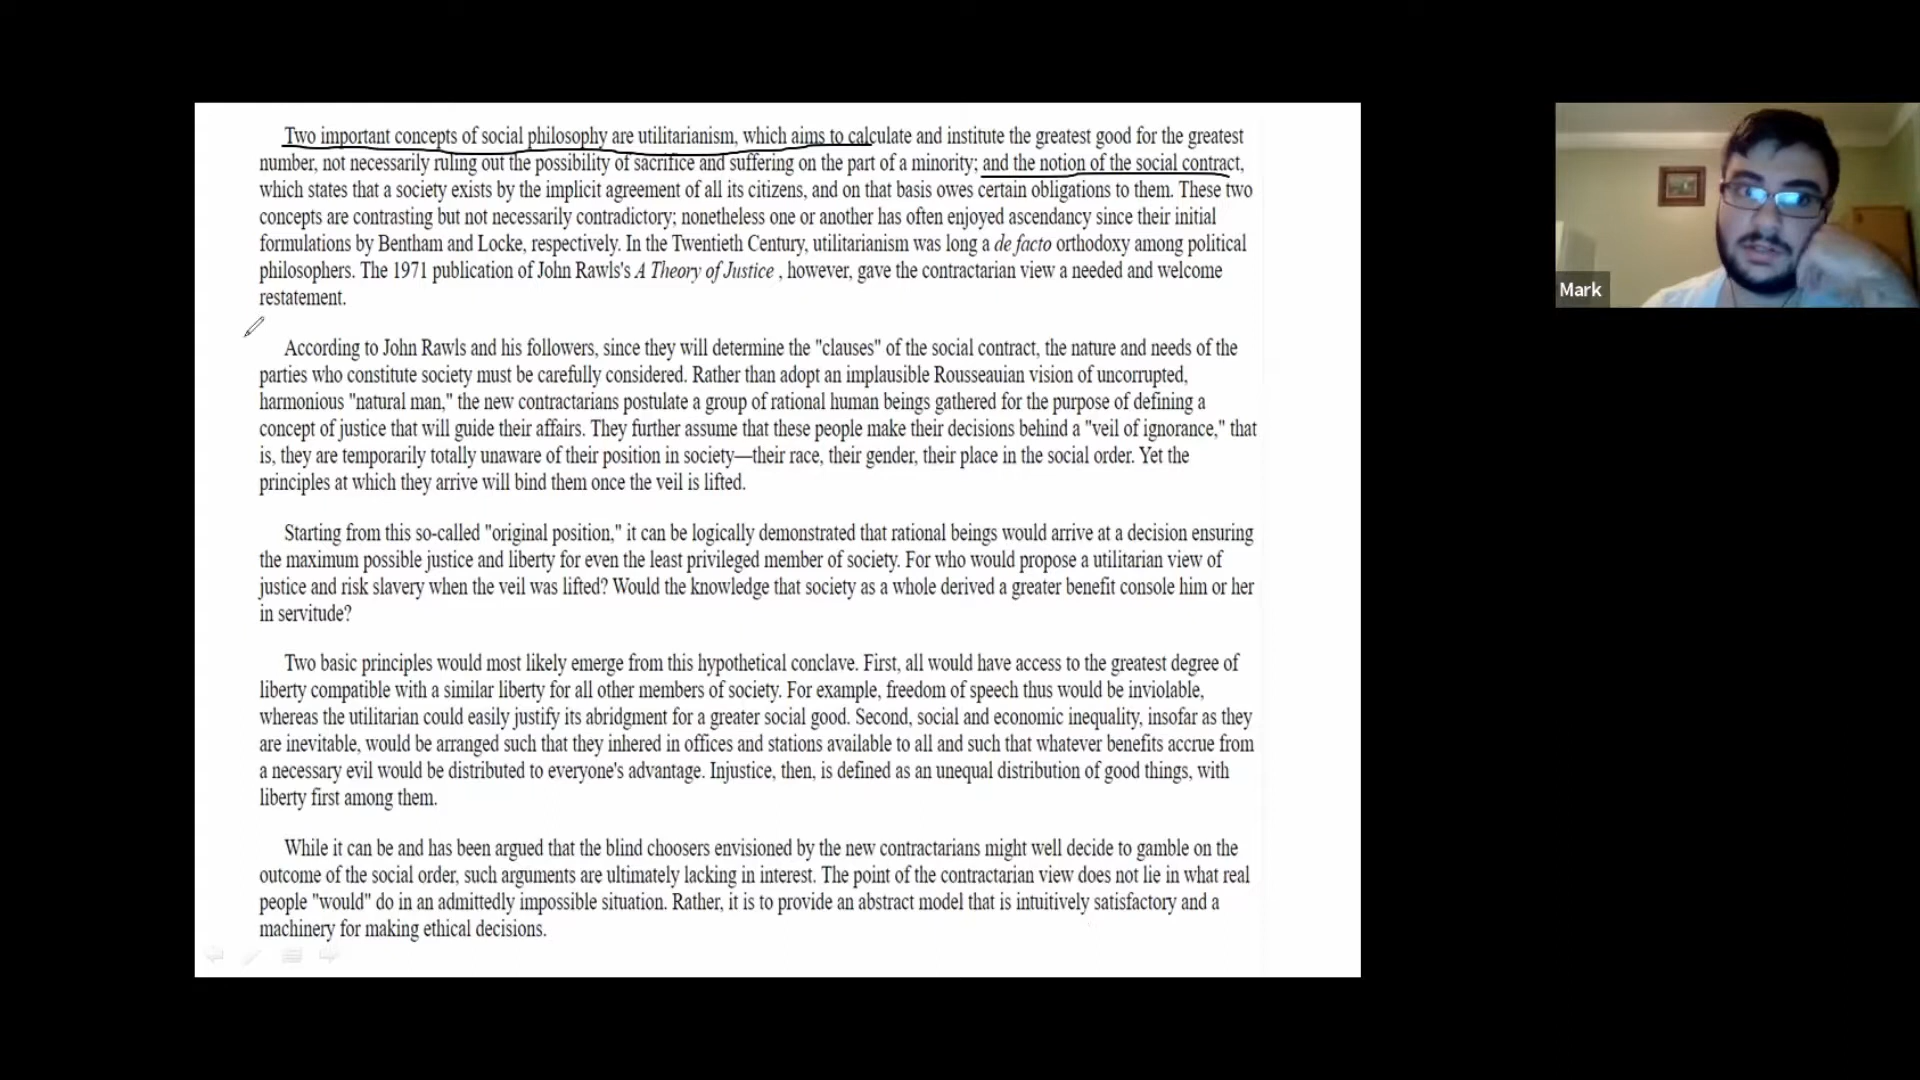 Two important concepts of social philosophy are utilitarianism, which aims to calculate and institute the greatest good for the greatest
number, not necessarily ruling out the possibility of sacrifice and suffering on the part of a minority; and the notion of the social contract,
which states that a society exists by the implicit agreement of all its citizens, and on that basis owes certain obligations to them. These two
concepts are contrasting but not necessarily contradictory; nonetheless one or another has often enjoyed ascendancy since their initial
formulations by Bentham and Locke, respectively. In the Twentieth Century, utilitarianism was long a de facto orthodoxy among political
philosophers. The 1971 publication of John Rawls's A Theory of Justice , however, gave the contractarian view a needed and welcome
restatement.
According to John Rawls and his followers, since they will determine the "clauses" of the social contract, the nature and needs of the
parties who constitute society must be carefully considered. Rather than adopt an implausible Rousseauian vision of uncorrupted,
harmonious "natural man," the new contractarians postulate a group of rational human beings gathered for the purpose of defining a
concept of justice that will guide their affairs. They further assume that these people make their decisions behind a "veil of ignorance," that
is, they are temporarily totally unaware of their position in society—their race, their gender, their place in the social order. Yet the
principles at which they arrive will bind them once the veil is lifted.
Starting from this so-called "original position," it can be logically demonstrated that rational beings would arrive at a decision ensuring
the maximum possible justice and liberty for even the least privileged member of society. For who would propose a utilitarian view of
justice and risk slavery when the veil was lifted? Would the knowledge that society as a whole derived a greater benefit console him or her
in servitude?
Two basic principles would most likely emerge from this hypothetical conclave. First, all would have access to the greatest degree of
liberty compatible with a similar liberty for all other members of society. For example, freedom of speech thus would be inviolable,
whereas the utilitarian could easily justify its abridgment for a greater social good. Second, social and economic inequality, insofar as they
are inevitable, would be arranged such that they inhered in offices and stations available to all and such that whatever benefits accrue from
a necessary evil would be distributed to everyone's advantage. Injustice, then, is defined as an unequal distribution of good things, with
liberty first among them.
While it can be and has been argued that the blind choosers envisioned by the new contractarians might well decide to gamble on the
outcome of the social order, such arguments are ultimately lacking in interest. The point of the contractarian view does not lie in what real
people "would" do in an admittedly impossible situation. Rather, it is to provide an abstract model that is intuitively satisfactory and a
machinery for making ethical decisions.
Mark